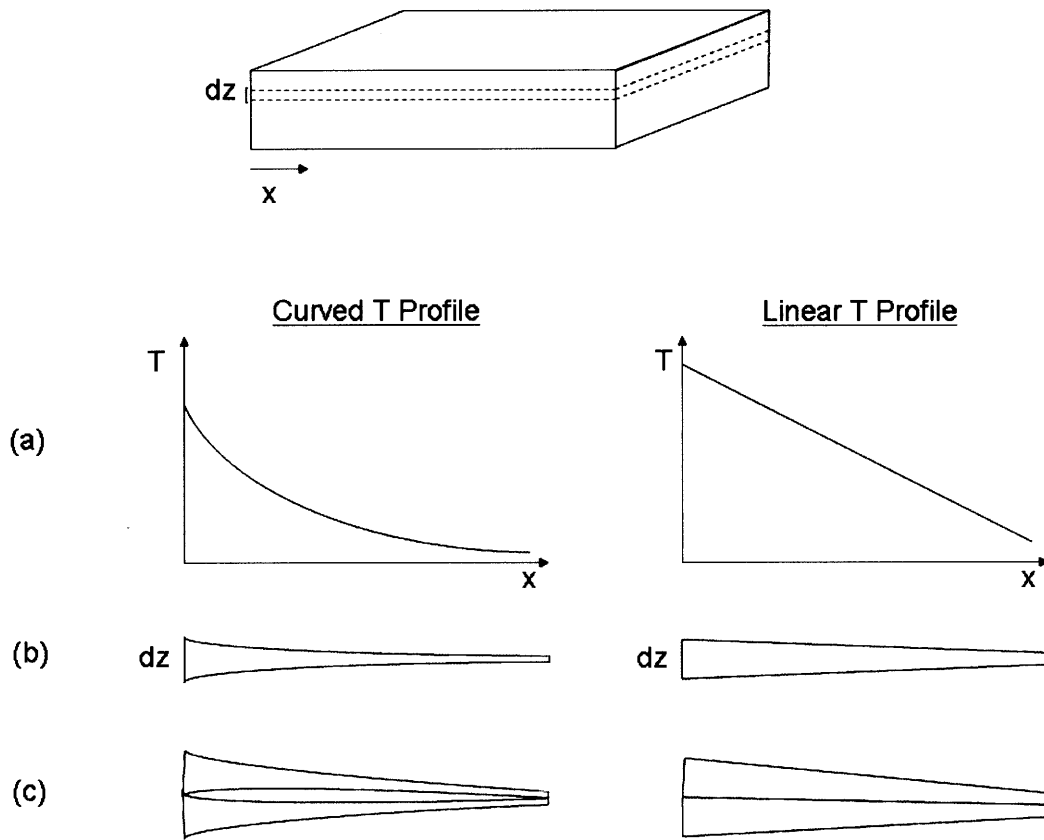 dz
x
Curved T Profile
Linear T Profile
T
T
(a)
x
x
(b)
dz
dz
(c)